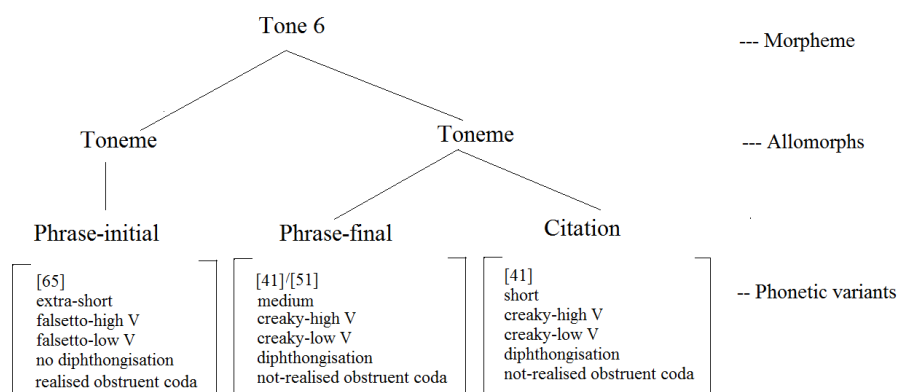 Tone 6
--- Morpheme
Toneme
Toneme
--- Allomorphs
Phrase-initial
Phrase-final
Citation
[65]
extra-short
falsetto-high V
falsetto-low V
no diphthongisation
realised obstruent coda
[41]/[51]
medium
creaky-high V
creaky-low V
diphthongisation
not-realised obstruent coda
[41]
short
creaky-high V
creaky-low V
diphthongisation
not-realised obstruent coda
-- Phonetic variants